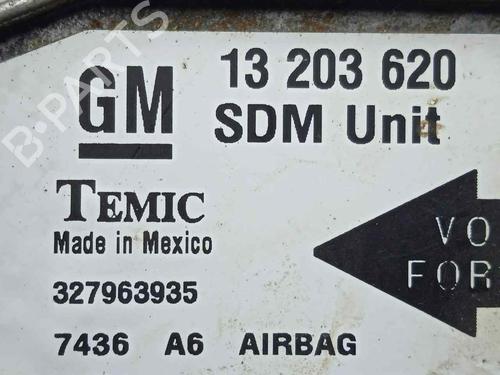 B-PARTS
GM
13 203 620
SDM Unit
TEMIC
Made in Mexico
327963935
7436 A6 AIRBAG
VO
FOR